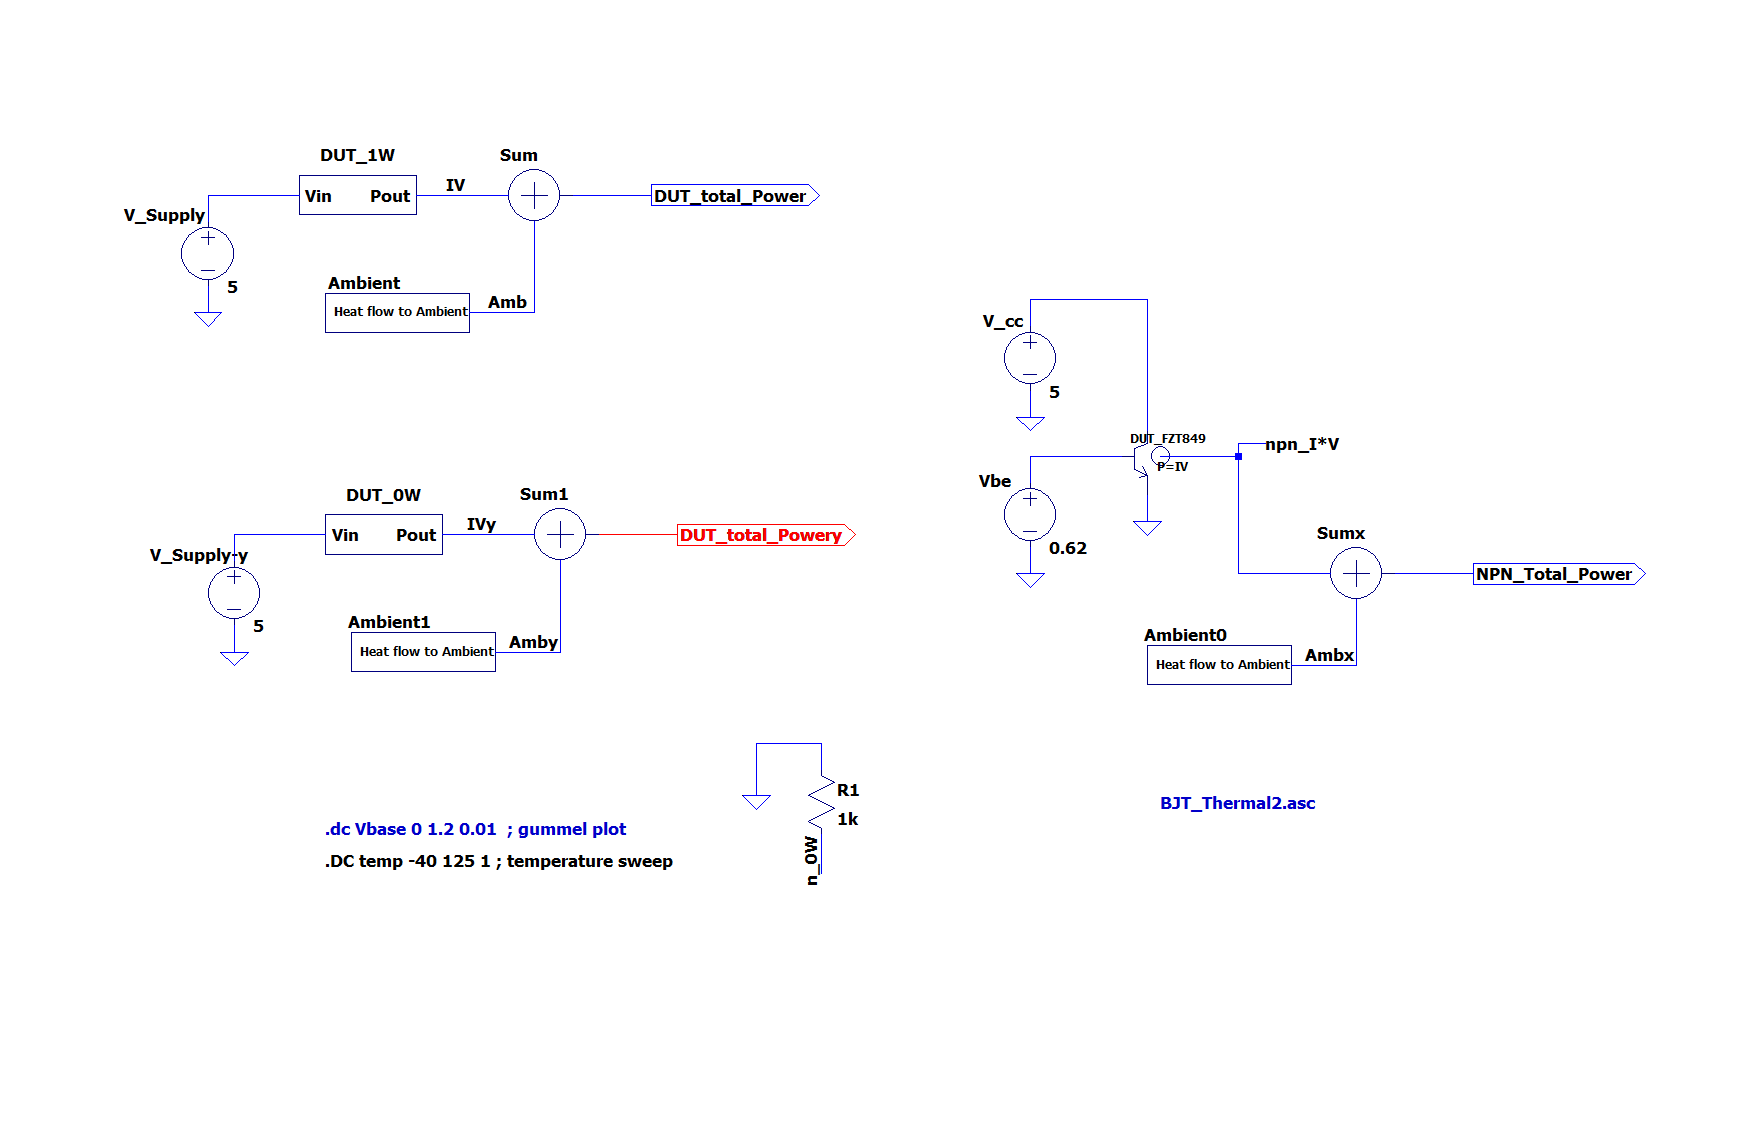 DUT_1W
Sum
Vin
Pout
IV
DUT_total_Power
V_Supply
5
Ambient
Heat flow to Ambient
Amb
V_cc
5
DUT_FZT849
P=IV
npn_I*V
Vbe
0.62
DUT_0W
Sum1
Vin
Pout
IVy
DUT_total_Powery
V_Supply-y
5
Ambient1
Heat flow to Ambient
Amby
Sumx
NPN_Total_Power
Ambient0
Heat flow to Ambient
Ambx
R1
1k
n_0W
BJT_Thermal2.asc
.dc Vbase 0 1.2 0.01 ; gummel plot
.DC temp -40 125 1 ; temperature sweep